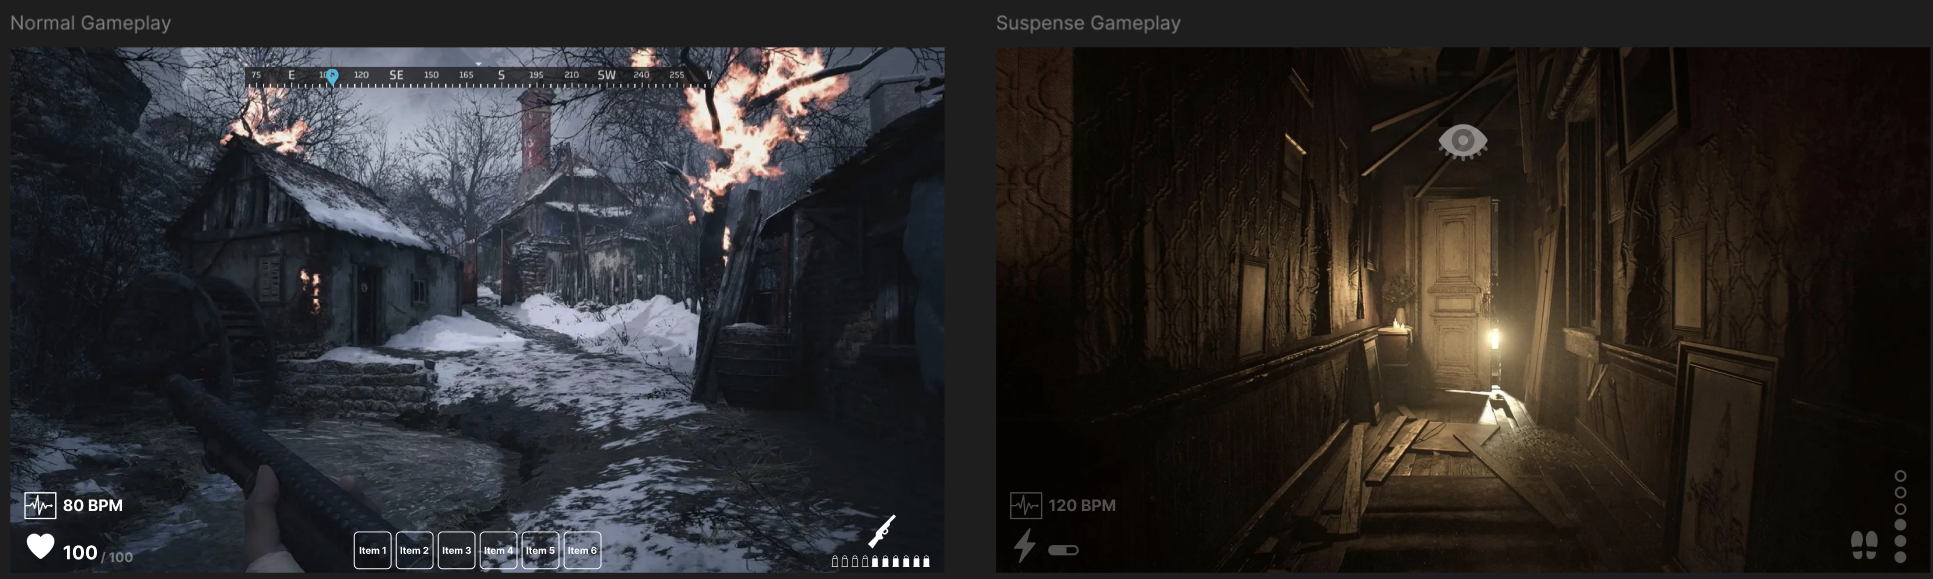 Normal Gameplay
Suspense Gameplay
75 E 120 SE 150 165 S 195 210 SW 240 255
80 BPM
100 / 100
Item 1 Item 2 Item 3 Item 4 Item 5 Item 6
120 BPM